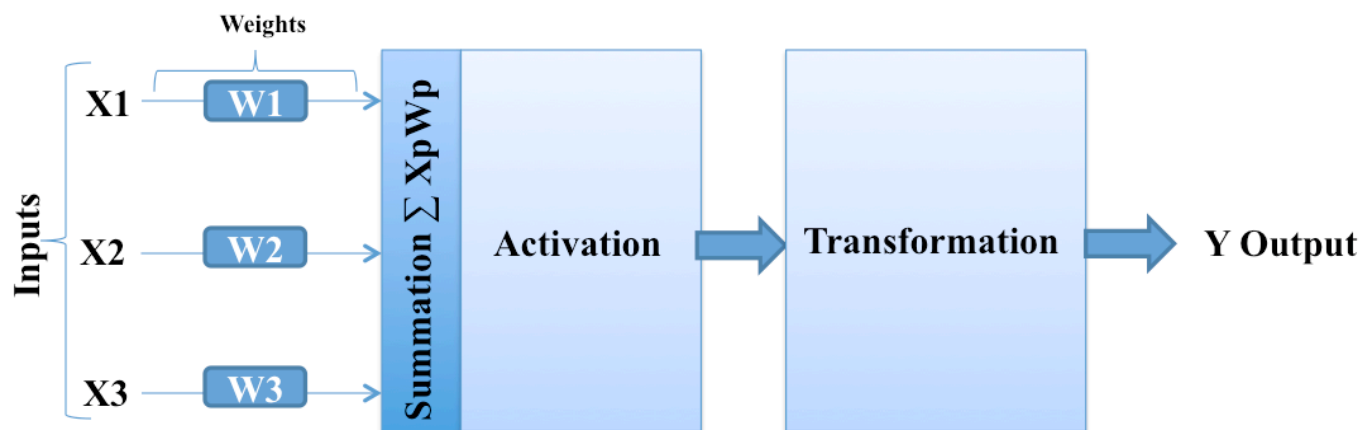 Weights
Inputs
X1
W1
X2
W2
X3
W3
Summation ∑ XpWp
Activation
Transformation
Y Output